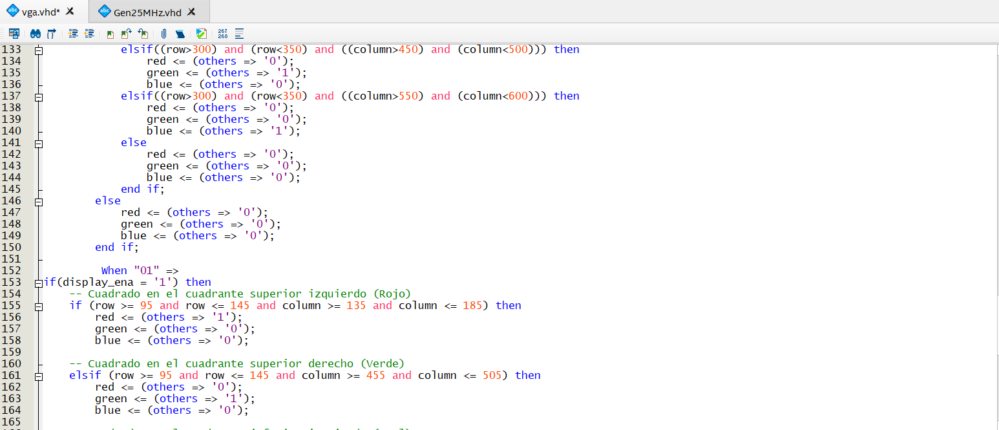 vga.vhd*
Gen25MHz.vhd
267
268
133 elsif((row>300) and (row<350) and ((column>450) and (column<500))) then
134 red <= (others => '0');
135 green <= (others => '1');
136 blue <= (others => '0');
137 elsif((row>300) and (row<350) and ((column>550) and (column<600))) then
138 red <= (others => '0');
139 green <= (others => '0');
140 blue <= (others => '1');
141 else
142 red <= (others => '0');
143 green <= (others => '0');
144 blue <= (others => '0');
145 end if;
146 else
147 red <= (others => '0');
148 green <= (others => '0');
149 blue <= (others => '0');
150 end if;
151
152 When "01" =>
153 if(display_ena = '1') then
154 -- Cuadrado en el cuadrante superior izquierdo (Rojo)
155 if (row >= 95 and row <= 145 and column >= 135 and column <= 185) then
156 red <= (others => '1');
157 green <= (others => '0');
158 blue <= (others => '0');
159
160 -- Cuadrado en el cuadrante superior derecho (Verde)
161 elsif (row >= 95 and row <= 145 and column >= 455 and column <= 505) then
162 red <= (others => '0');
163 green <= (others => '1');
164 blue <= (others => '0');
165